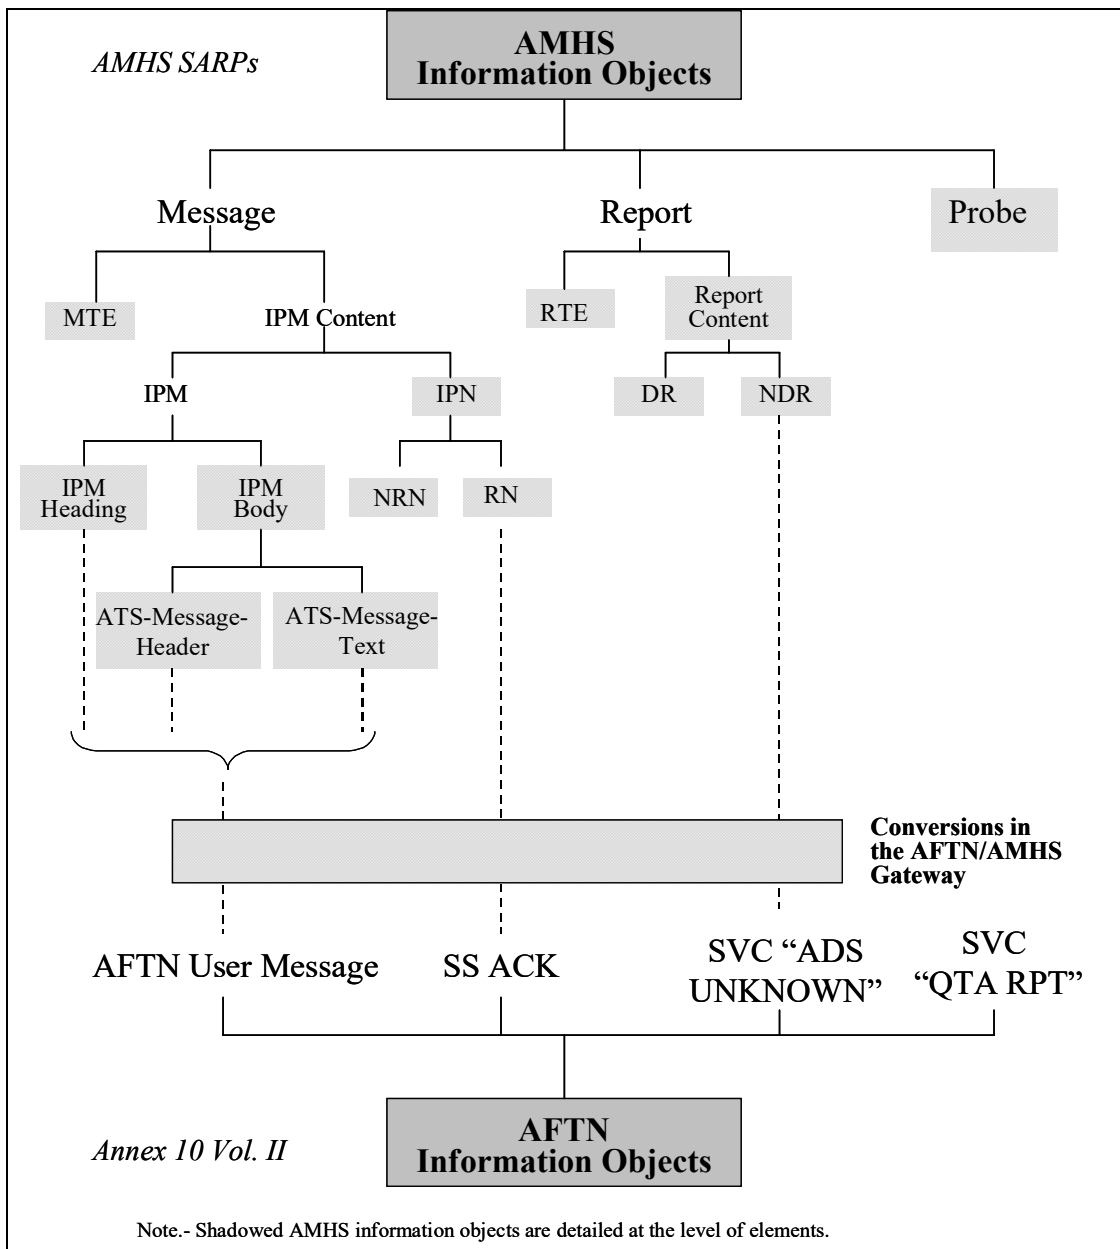 AMHS SARPs
AMHS
Information Objects
Message
Report
Probe
MTE
IPM Content
RTE
Report
Content
IPM
IPN
DR
NDR
IPM
Heading
IPM
Body
NRN
RN
ATS-Message-
Header
ATS-Message-
Text
Conversions in
the AFTN/AMHS
Gateway
AFTN User Message
SS ACK
SVC “ADS
UNKNOWN”
SVC
“QTA RPT”
Annex 10 Vol. II
AFTN
Information Objects
Note.- Shadowed AMHS information objects are detailed at the level of elements.